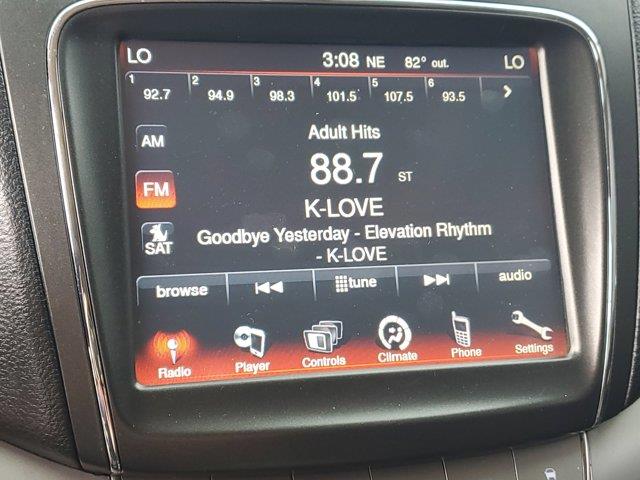 LO 3:08 NE 82° out. LO
1 92.7 2 94.9 3 98.3 4 101.5 5 107.5 6 93.5
AM
Adult Hits
FM
88.7 ST
K-LOVE
SAT
Goodbye Yesterday - Elevation Rhythm
- K-LOVE
browse tune audio
Radio Player Controls Climate Phone Settings